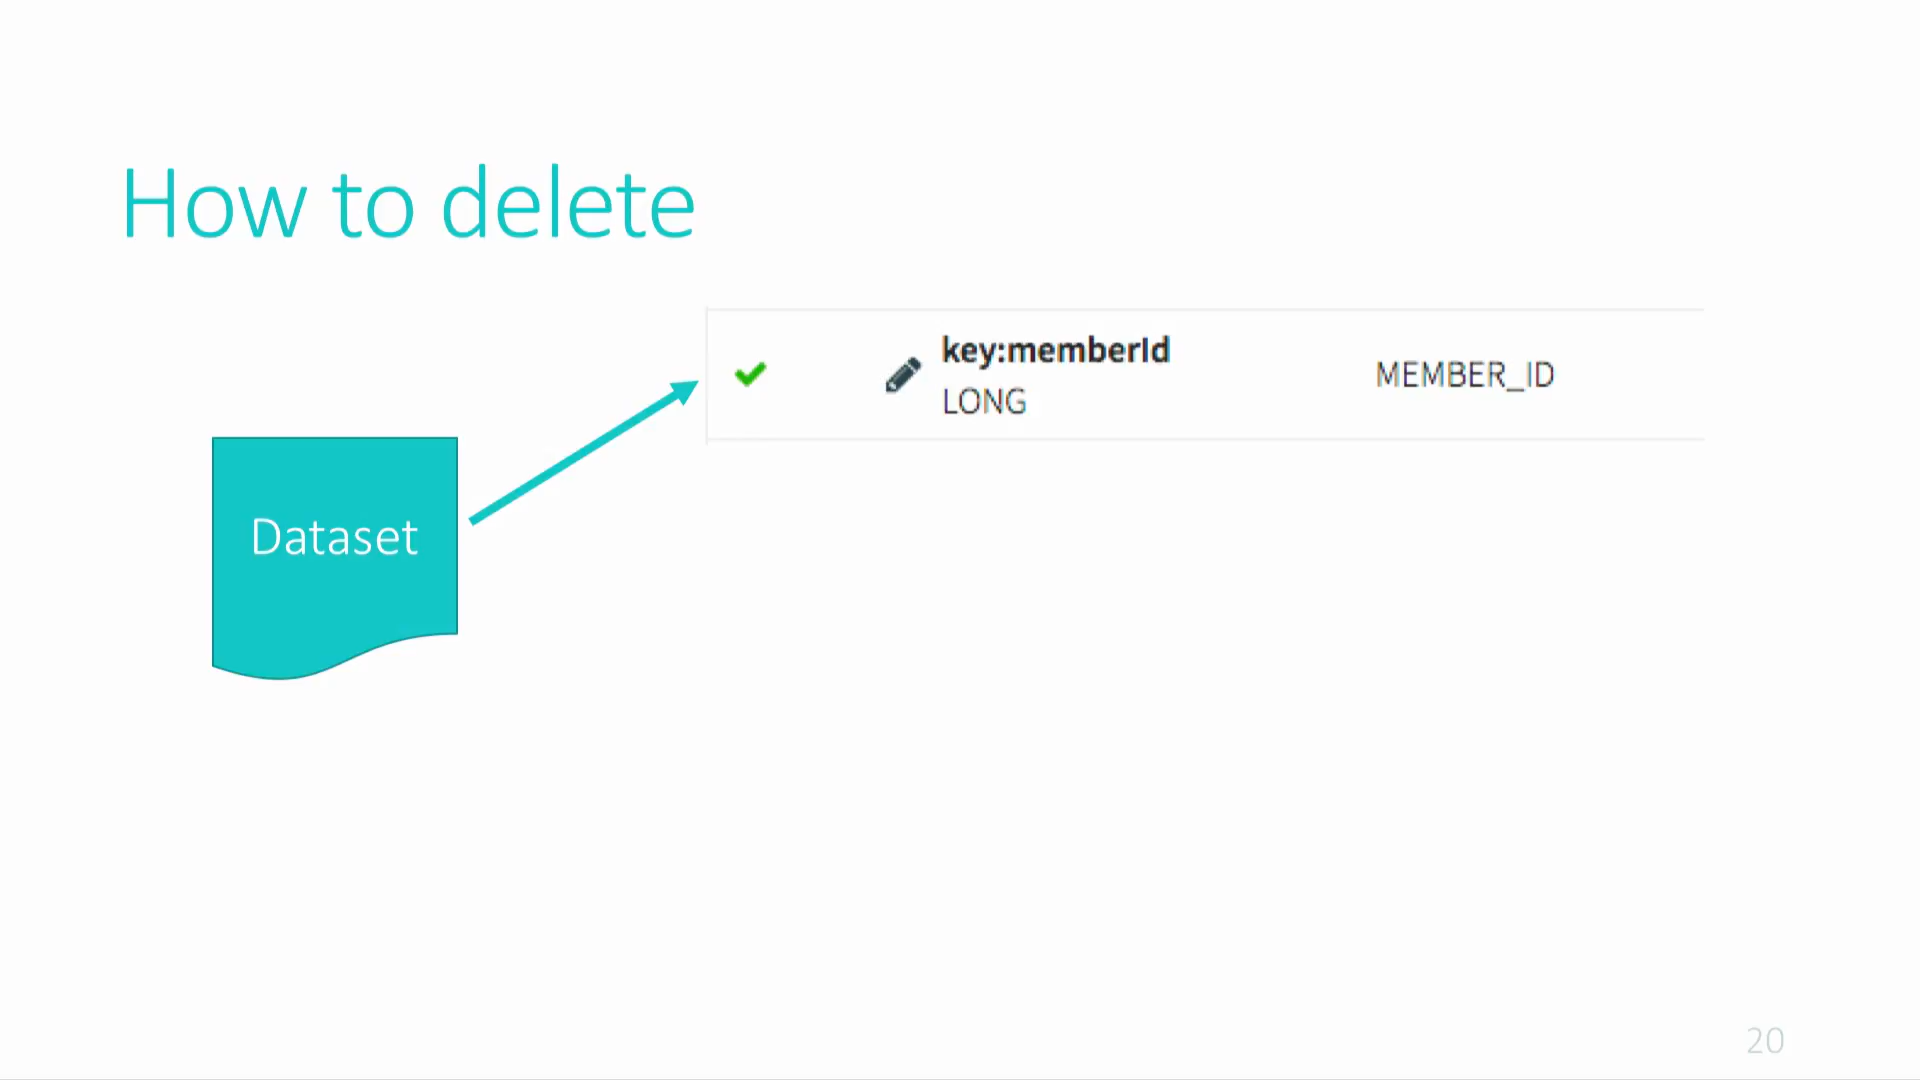 How to delete
key:memberId
LONG
MEMBER_ID
Dataset
20